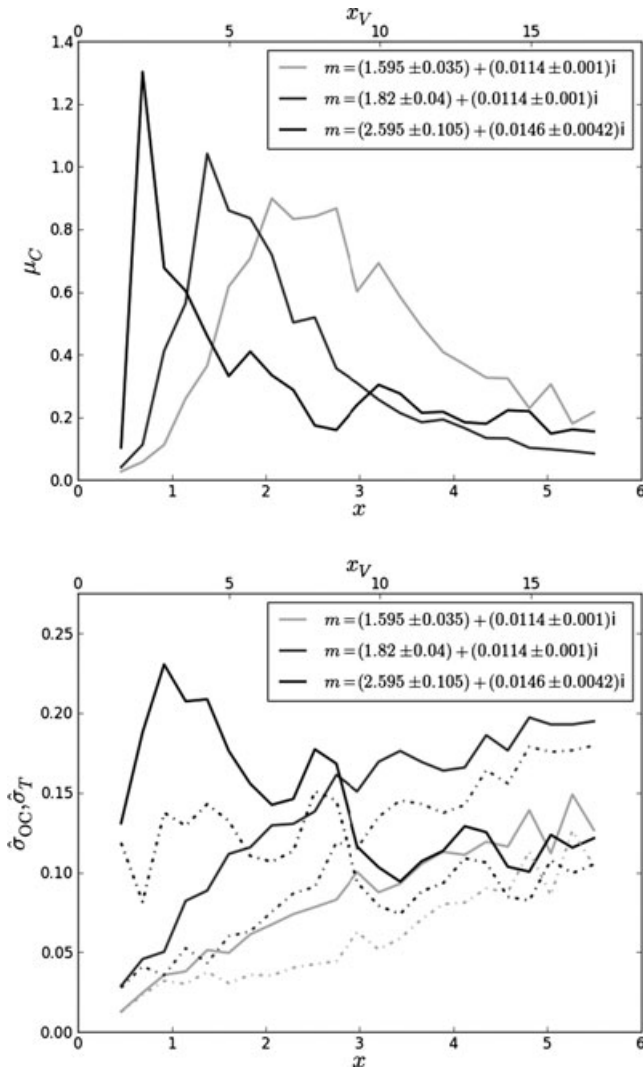 x_V
0 5 10 15
1.4
1.2
1.0
0.8
0.6
0.4
0.2
0.0
μ_C
m = (1.595 ±0.035) + (0.0114 ±0.001)i
m = (1.82 ±0.04) + (0.0114 ±0.001)i
m = (2.595 ±0.105) + (0.0146 ±0.0042)i
0 1 2 3 4 5 6
x
x_V
0 5 10 15
0.25
0.20
0.15
0.10
0.05
0.00
σ̂_OC, σ̂_T
m = (1.595 ±0.035) + (0.0114 ±0.001)i
m = (1.82 ±0.04) + (0.0114 ±0.001)i
m = (2.595 ±0.105) + (0.0146 ±0.0042)i
0 1 2 3 4 5 6
x